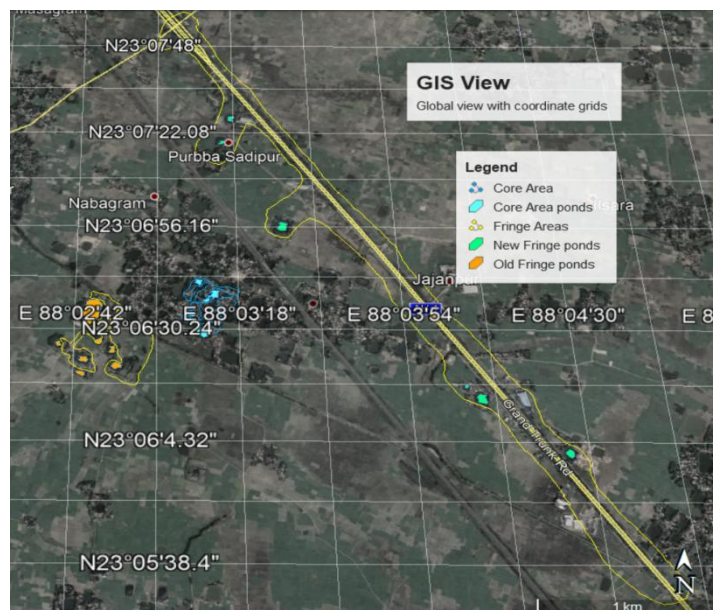 Masagram
N23°07'48"
GIS View
Global view with coordinate grids
N23°07'22.08"
Purbba Sadipur
Legend
Core Area
Core Area ponds
Fringe Areas
New Fringe ponds
Old Fringe ponds
Nabagram
N23°06'56.16"
Jajanpur
E 88°02'42"
E 88°03'18"
E 88°03'54"
E 88°04'30"
E 8
N23°06'30.24"
Grand Trunk Rd
N23°06'4.32"
N23°05'38.4"
N
1 km